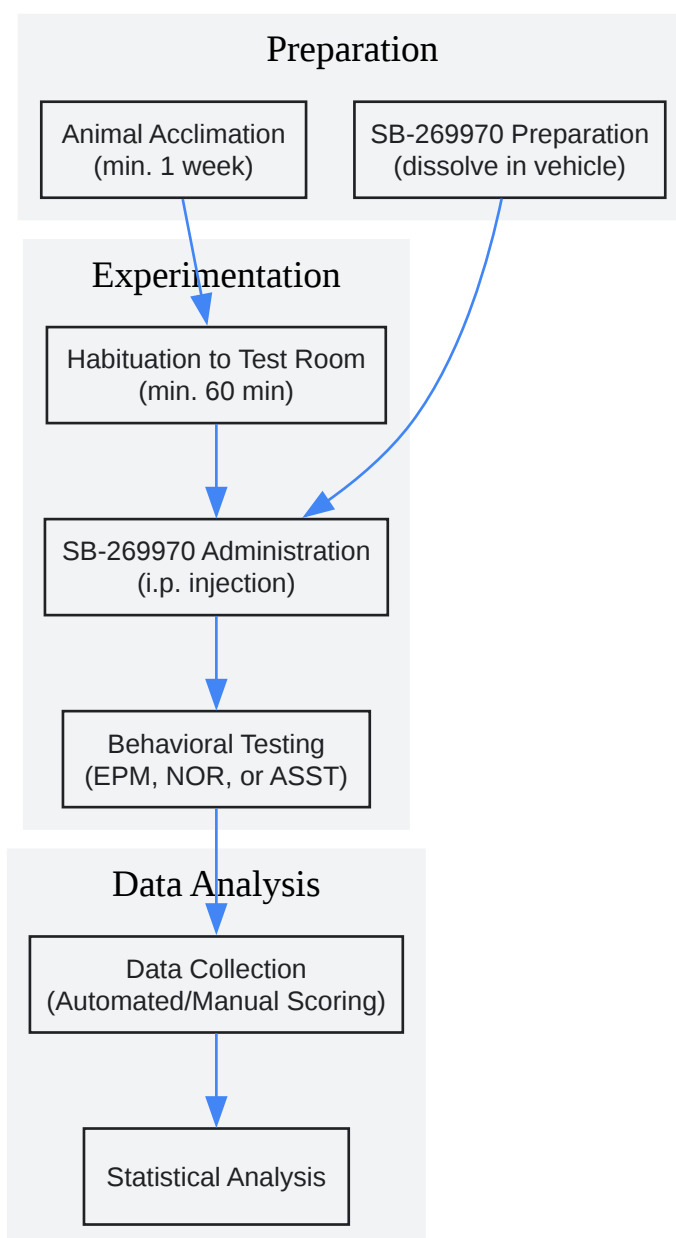 Preparation
Animal Acclimation
(min. 1 week)
SB-269970 Preparation
(dissolve in vehicle)
Experimentation
Habituation to Test Room
(min. 60 min)
SB-269970 Administration
(i.p. injection)
Behavioral Testing
(EPM, NOR, or ASST)
Data Analysis
Data Collection
(Automated/Manual Scoring)
Statistical Analysis